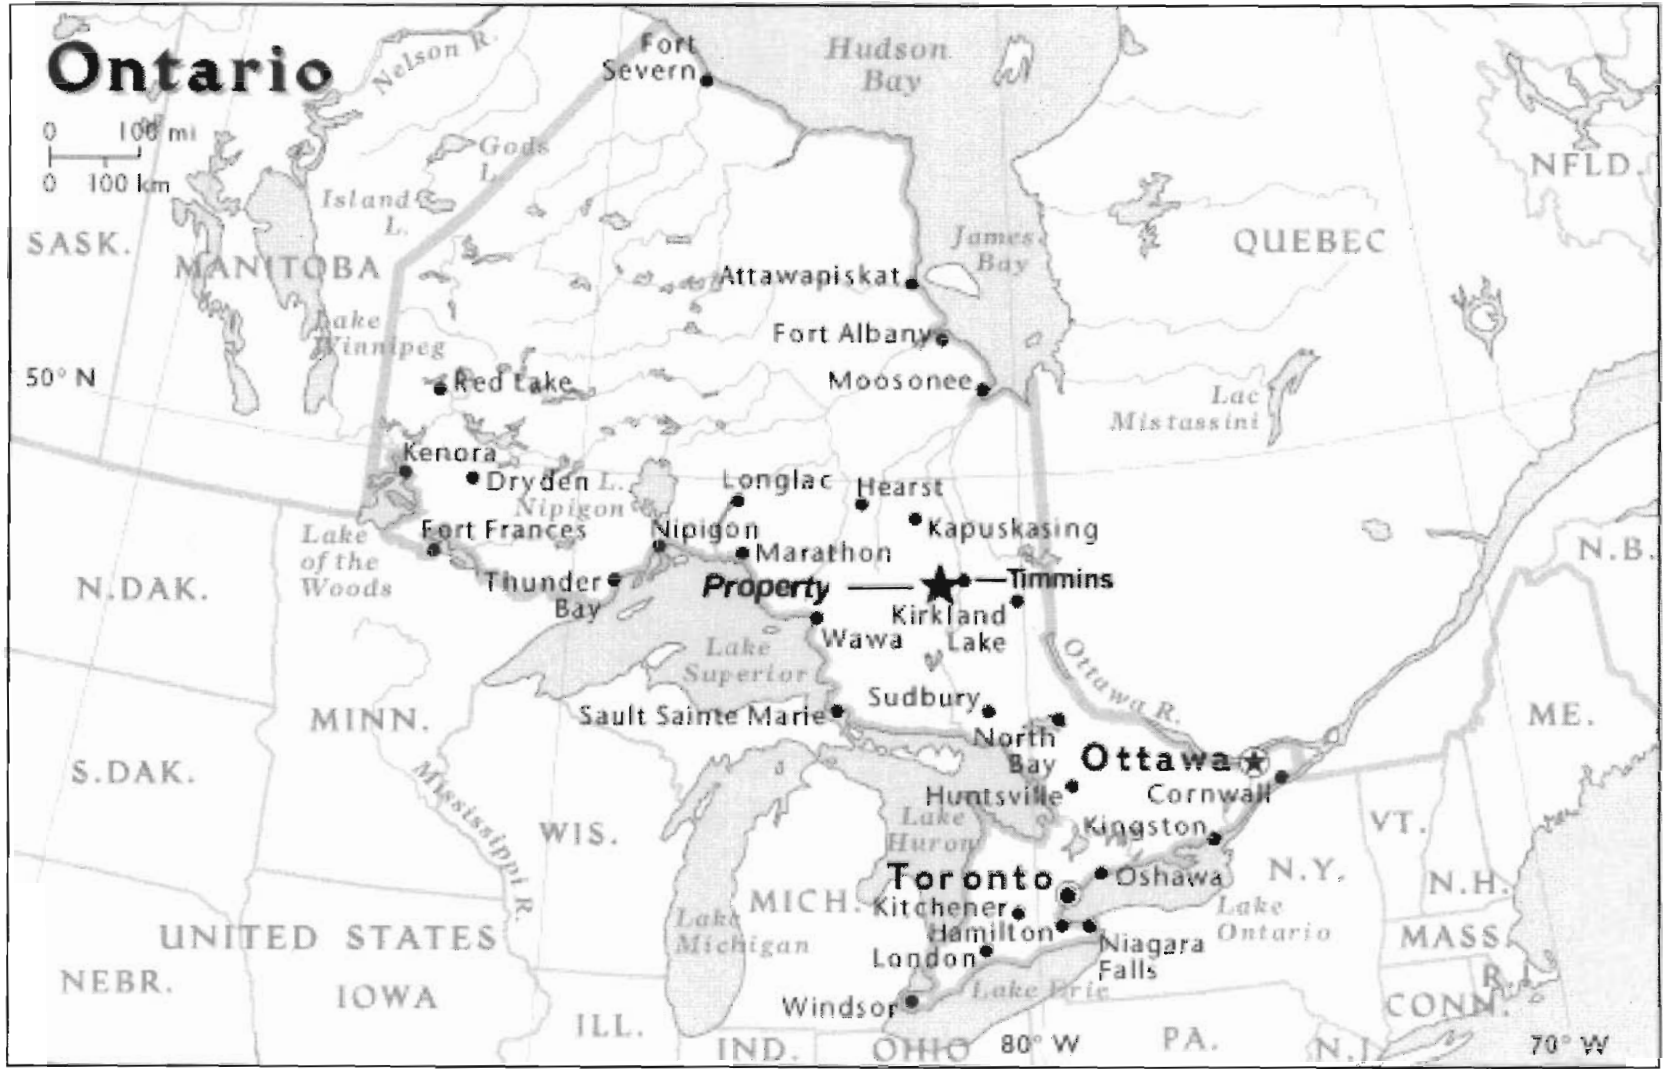 Ontario
0 100 mi
0 100 km
Nelson R.
Fort
Severn
Hudson
Bay
Gods
L.
Island
L.
NFLD.
SASK.
MANITOBA
James
Bay
QUEBEC
Attawapiskat
Lake
Winnipeg
Fort Albany
50° N
Red Lake
Moosonee
Lac
Mistassini
Kenora
Dryden
L.
Nipigon
Longlac
Hearst
Lake
of the
Woods
Fort Frances
Nipigon
Kapuskasing
Marathon
N.B.
N.DAK.
Thunder
Bay
Property
Timmins
Kirkland
Lake
Wawa
Lake
Superior
Ottawa R.
MINN.
Sault Sainte Marie
Sudbury
North
Bay
ME.
S.DAK.
Mississippi R.
Ottawa
Cornwall
Huntsville
WIS.
Lake
Huron
Kingston
VT.
Toronto
Oshawa
N.Y.
N.H.
MICH.
Kitchener
Lake
Ontario
Lake
Michigan
Hamilton
UNITED STATES
MASS.
London
Niagara
Falls
NEBR.
IOWA
Lake Erie
R.I.
Windsor
CONN.
ILL.
IND.
OHIO
80° W
PA.
N.J.
70° W